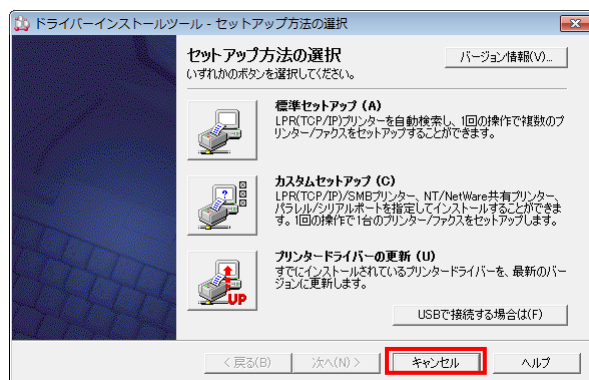 ドライバーインストールツール - セットアップ方法の選択
セットアップ方法の選択
いずれかのボタンを選択してください。
バージョン情報(V)...
標準セットアップ (A)
LPR(TCP/IP)プリンターを自動検索し、1回の操作で複数のプ
リンター/ファクスをセットアップすることができます。
カスタムセットアップ (C)
LPR(TCP/IP)/SMBプリンター、NT/NetWare共有プリンター、
パラレル/シリアルポートを指定してインストールすることができま
す。1回の操作で1台のプリンター/ファクスをセットアップします。
プリンタードライバーの更新 (U)
すでにインストールされているプリンタードライバーを、最新のバー
ジョンに更新します。
UP
USBで接続する場合は(F)
< 戻る(B)
次へ(N) >
キャンセル
ヘルプ